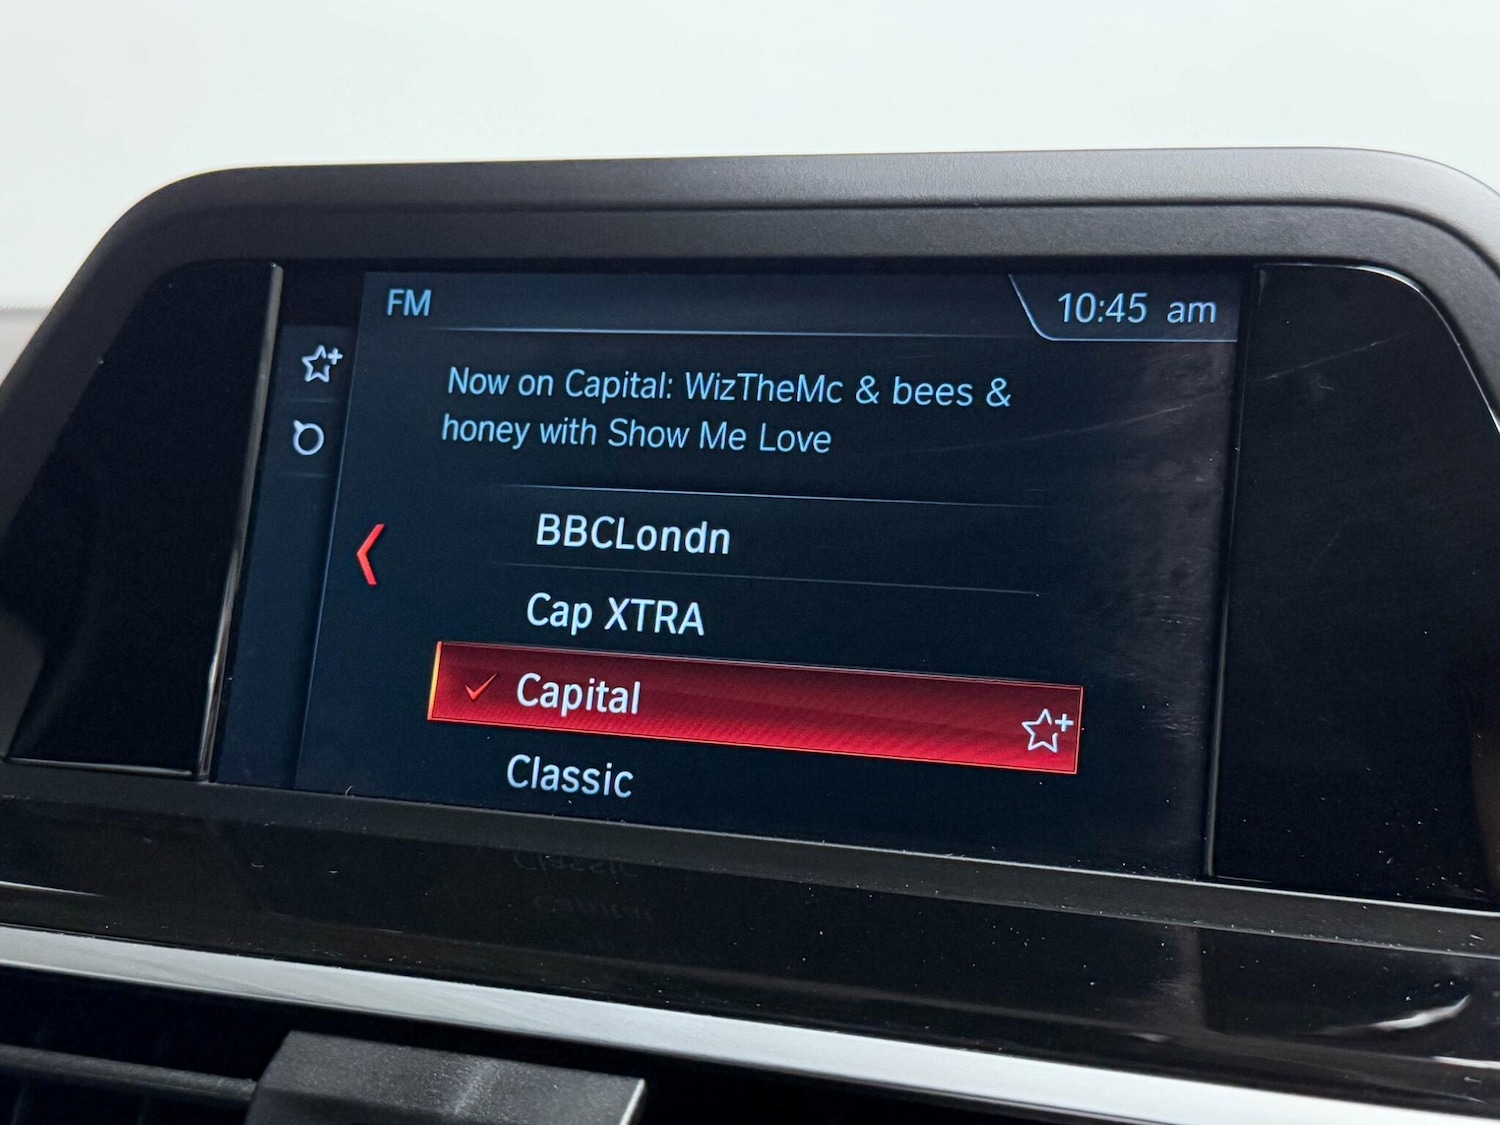 FM
10:45 am
Now on Capital: WizTheMc & bees &
honey with Show Me Love
BBCLondn
Cap XTRA
Capital
Classic